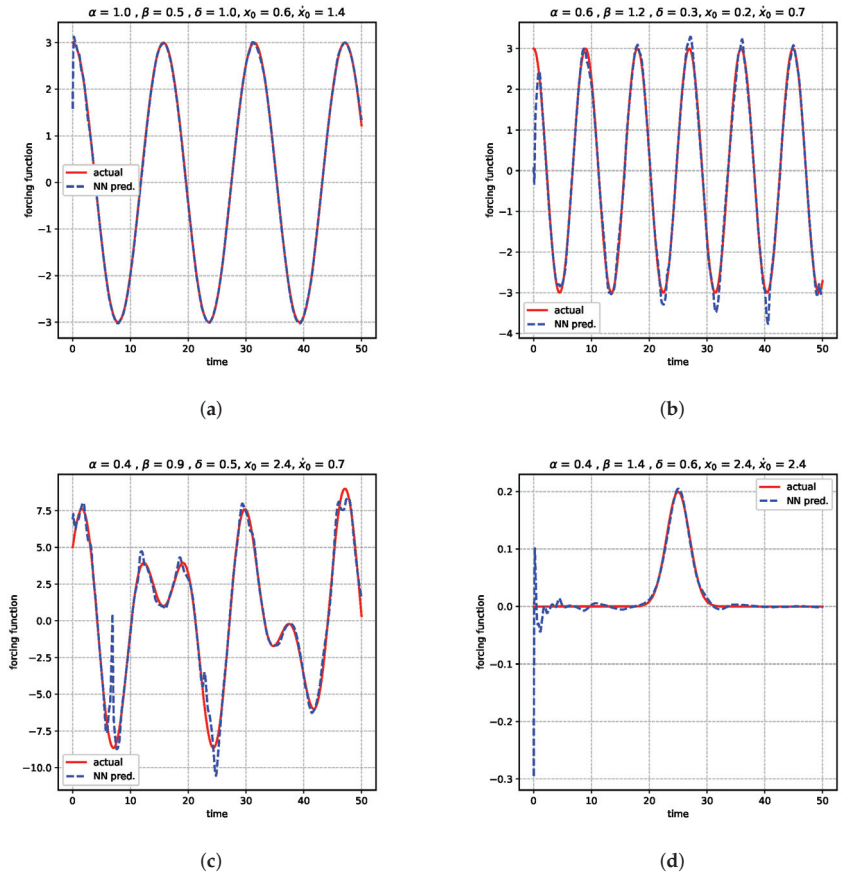 α = 1.0 , β = 0.5 , δ = 1.0, x₀ = 0.6, ẋ₀ = 1.4
3
2
1
0
−1
−2
−3
forcing function
actual
NN pred.
0 10 20 30 40 50
time
(a)
α = 0.6 , β = 1.2 , δ = 0.3, x₀ = 0.2, ẋ₀ = 0.7
3
2
1
0
−1
−2
−3
−4
forcing function
actual
NN pred.
0 10 20 30 40 50
time
(b)
α = 0.4 , β = 0.9 , δ = 0.5, x₀ = 2.4, ẋ₀ = 0.7
7.5
5.0
2.5
0.0
−2.5
−5.0
−7.5
−10.0
forcing function
actual
NN pred.
0 10 20 30 40 50
time
(c)
α = 0.4 , β = 1.4 , δ = 0.6, x₀ = 2.4, ẋ₀ = 2.4
0.2
0.1
0.0
−0.1
−0.2
−0.3
forcing function
actual
NN pred.
0 10 20 30 40 50
time
(d)